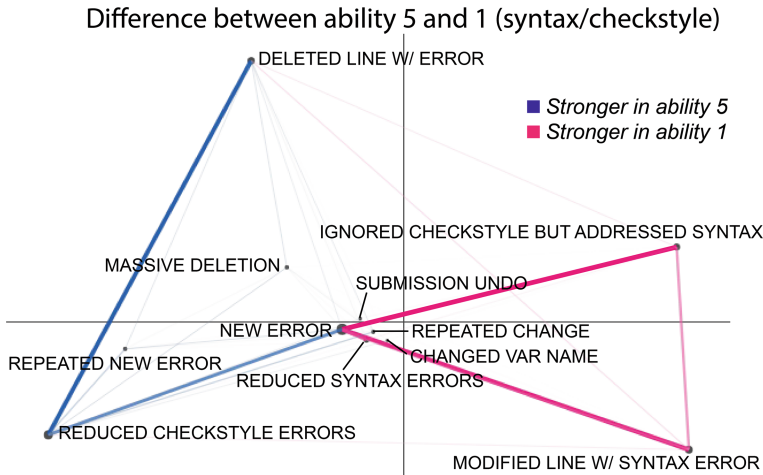 Difference between ability 5 and 1 (syntax/checkstyle)
DELETED LINE W/ ERROR
Stronger in ability 5
Stronger in ability 1
IGNORED CHECKSTYLE BUT ADDRESSED SYNTAX
MASSIVE DELETION
SUBMISSION UNDO
NEW ERROR
REPEATED CHANGE
CHANGED VAR NAME
REPEATED NEW ERROR
REDUCED SYNTAX ERRORS
REDUCED CHECKSTYLE ERRORS
MODIFIED LINE W/ SYNTAX ERROR